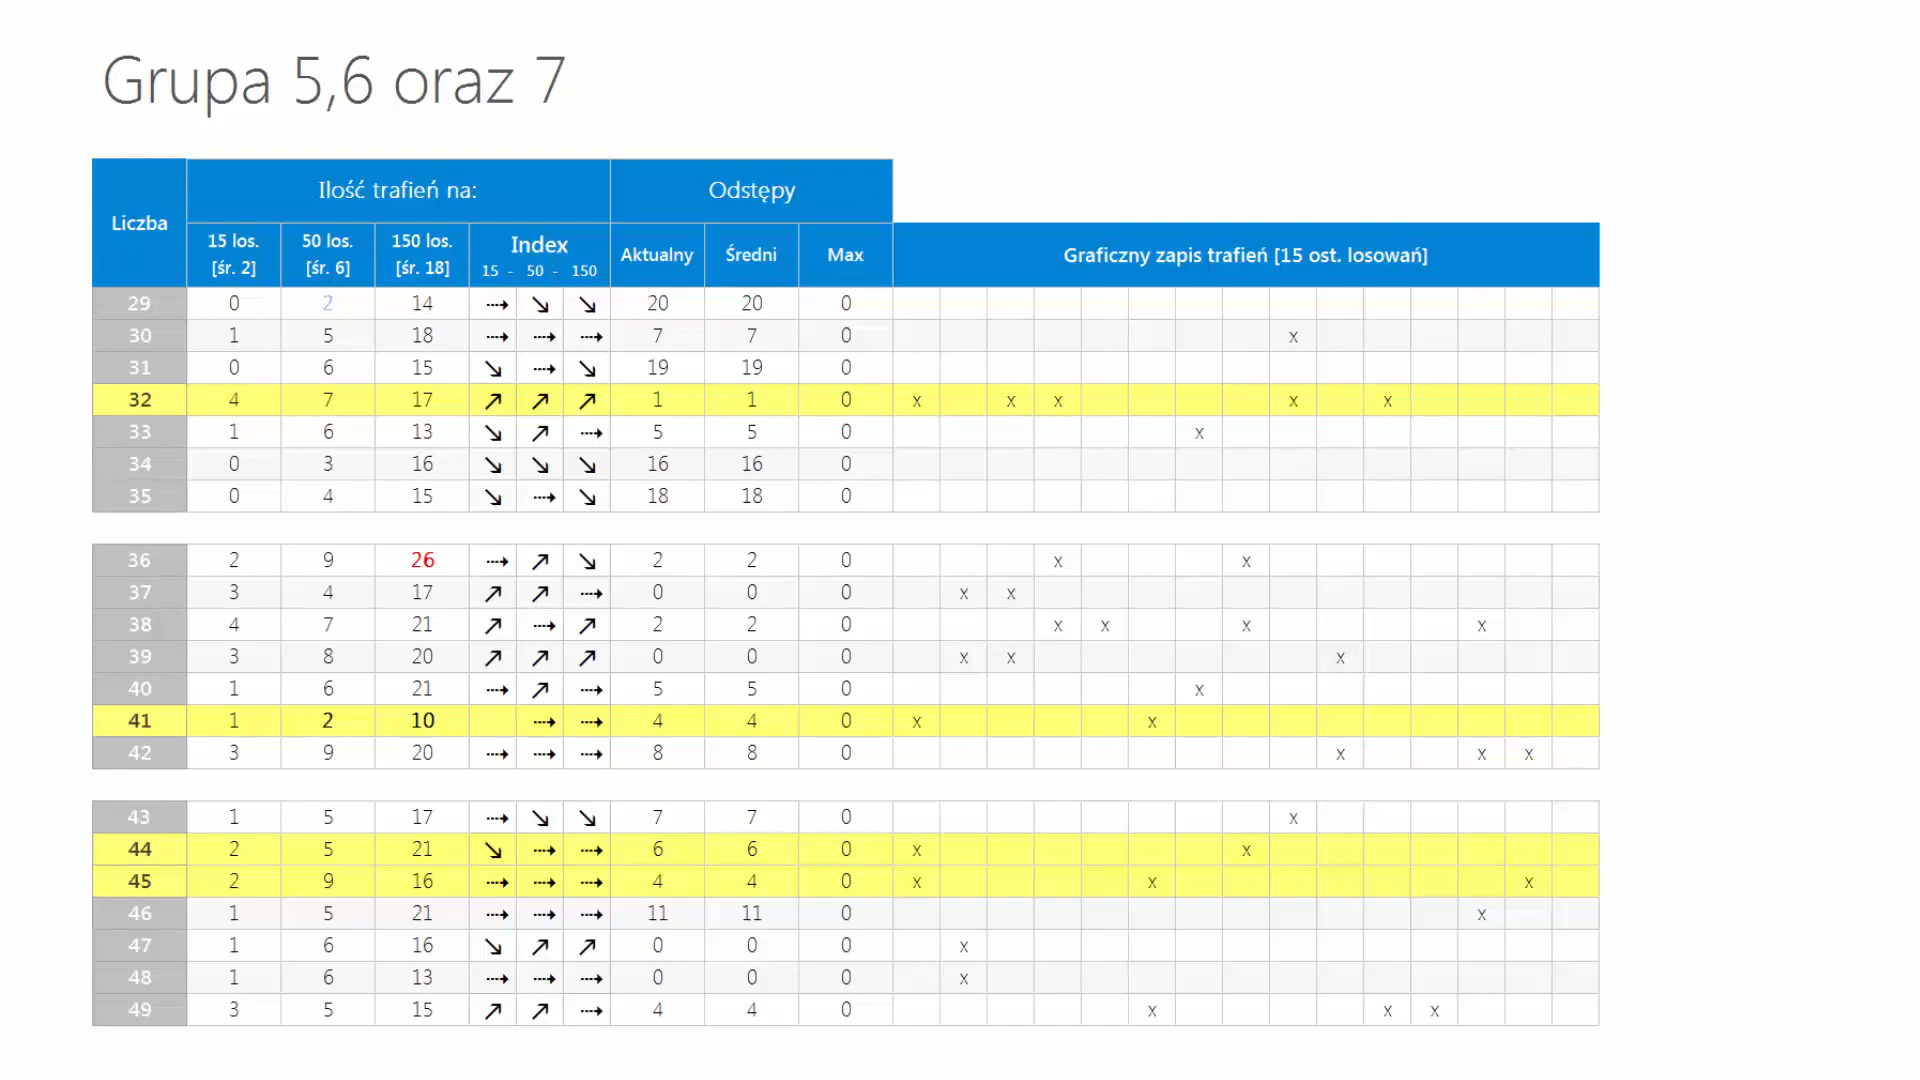 Grupa 5,6 oraz 7
Liczba Ilość trafień na: Odstępy
15 los. [śr. 2] 50 los. [śr. 6] 150 los. [śr. 18] Index 15 - 50 - 150 Aktualny Średni Max Graficzny zapis trafień [15 ost. losowań]
29 0 2 14 ⇢ ↘ ↘ 20 20 0
30 1 5 18 ⇢ ⇢ ⇢ 7 7 0 x
31 0 6 15 ↘ ⇢ ↘ 19 19 0
32 4 7 17 ↗ ↗ ↗ 1 1 0 x x x x x
33 1 6 13 ↘ ↗ ⇢ 5 5 0 x
34 0 3 16 ↘ ↘ ↘ 16 16 0
35 0 4 15 ↘ ⇢ ↘ 18 18 0
36 2 9 26 ⇢ ↗ ↘ 2 2 0 x x
37 3 4 17 ↗ ↗ ⇢ 0 0 0 x x
38 4 7 21 ↗ ⇢ ↗ 2 2 0 x x x x
39 3 8 20 ↗ ↗ ↗ 0 0 0 x x x
40 1 6 21 ⇢ ↗ ⇢ 5 5 0 x
41 1 2 10 ⇢ ⇢ 4 4 0 x x
42 3 9 20 ⇢ ⇢ ⇢ 8 8 0 x x x
43 1 5 17 ⇢ ↘ ↘ 7 7 0 x
44 2 5 21 ↘ ⇢ ⇢ 6 6 0 x x
45 2 9 16 ⇢ ⇢ ⇢ 4 4 0 x x x
46 1 5 21 ⇢ ⇢ ⇢ 11 11 0 x
47 1 6 16 ↘ ↗ ↗ 0 0 0 x
48 1 6 13 ⇢ ⇢ ⇢ 0 0 0 x
49 3 5 15 ↗ ↗ ⇢ 4 4 0 x x x